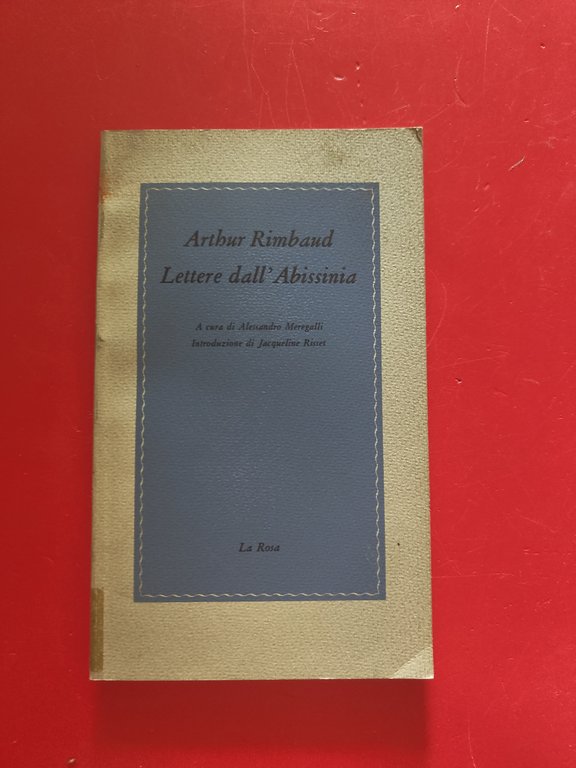 Arthur Rimbaud
Lettere dall'Abissinia
A cura di Alessandro Meregalli
Introduzione di Jacqueline Risset
La Rosa